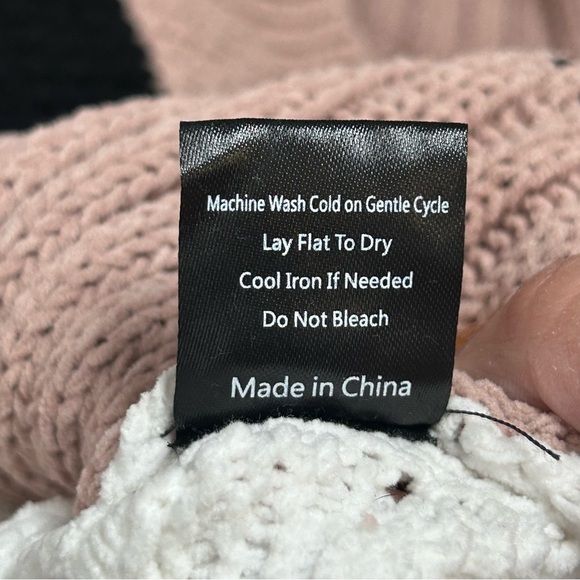 Machine Wash Cold on Gentle Cycle
Lay Flat To Dry
Cool Iron If Needed
Do Not Bleach
Made in China